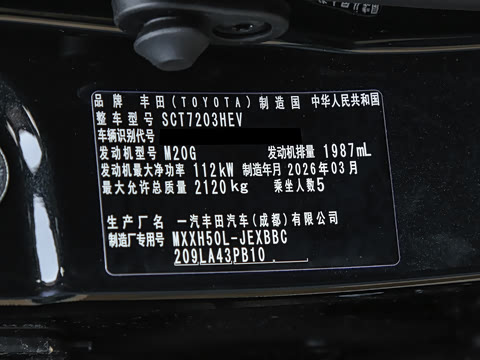 品牌 丰田(TOYOTA) 制造国 中华人民共和国
整车型号 SCT7203HEV
车辆识别代号
发动机型号 M20G 发动机排量 1987mL
发动机最大净功率 112kW 制造年月 2026年03月
最大允许总质量 2120kg 乘坐人数 5
生产厂名 一汽丰田汽车(成都)有限公司
制造厂专用号 MXXH50L-JEXBBC
209LA43PB10